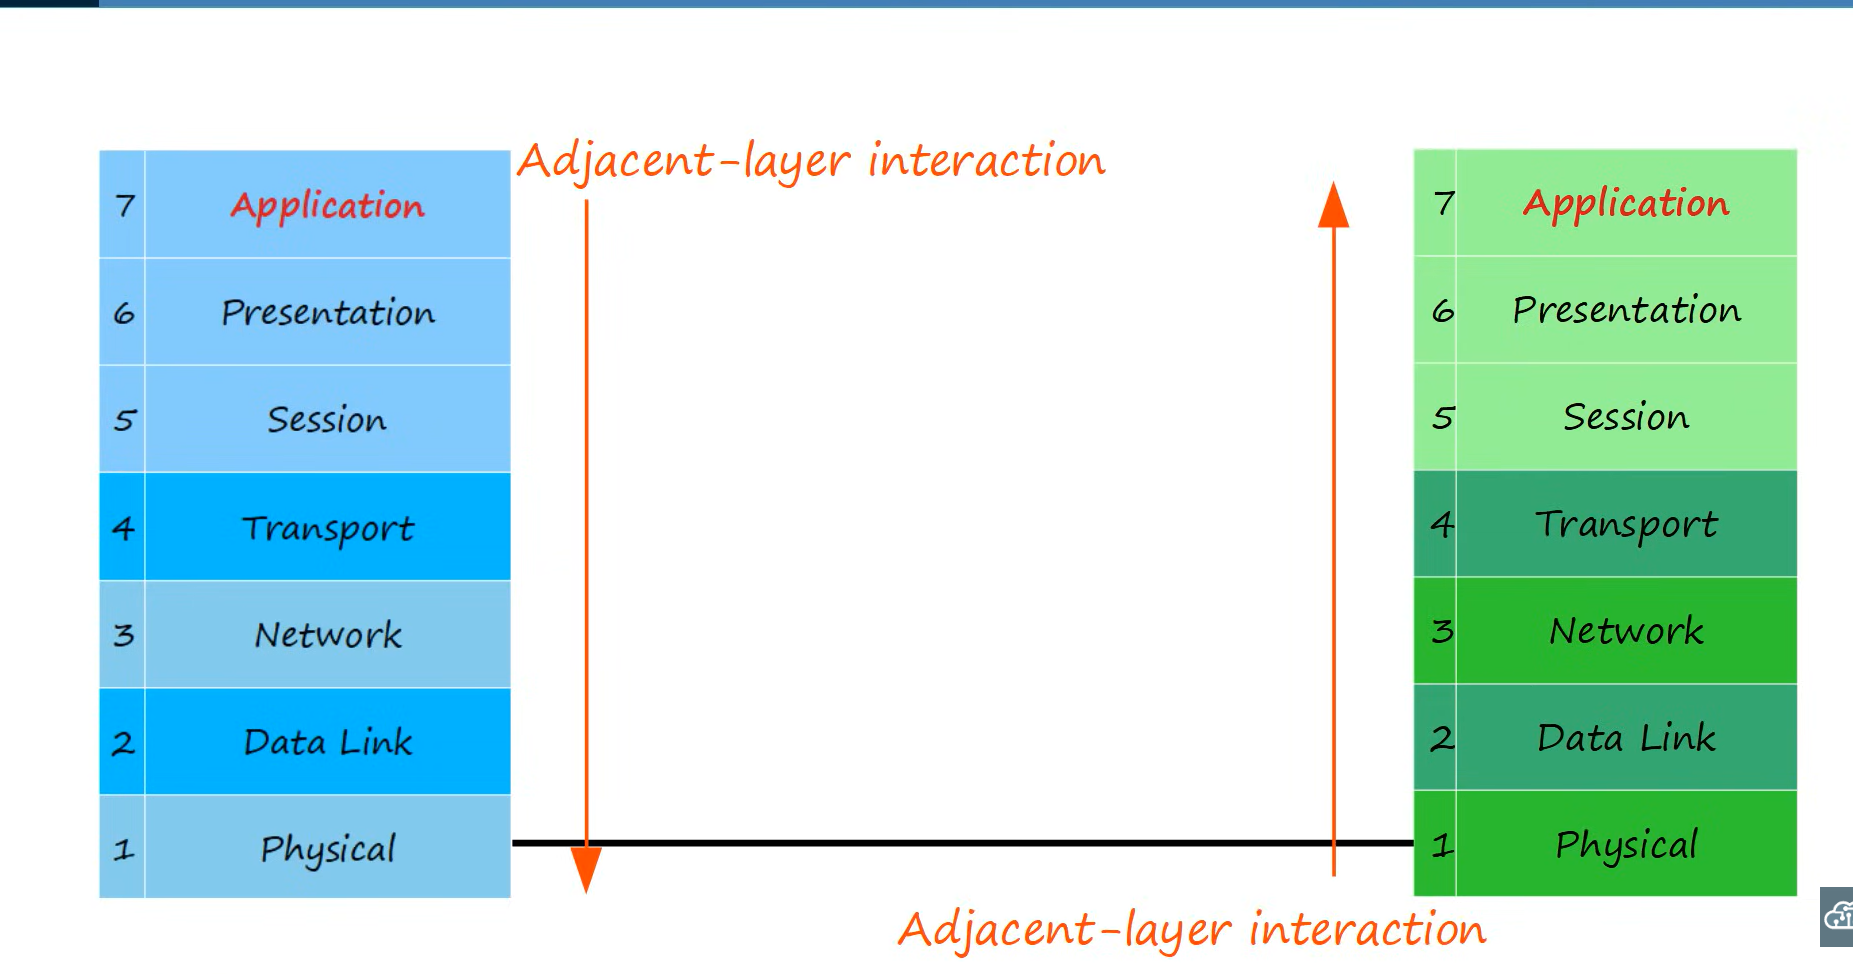 Adjacent-layer interaction
7 Application
6 Presentation
5 Session
4 Transport
3 Network
2 Data Link
1 Physical
7 Application
6 Presentation
5 Session
4 Transport
3 Network
2 Data Link
1 Physical
Adjacent-layer interaction